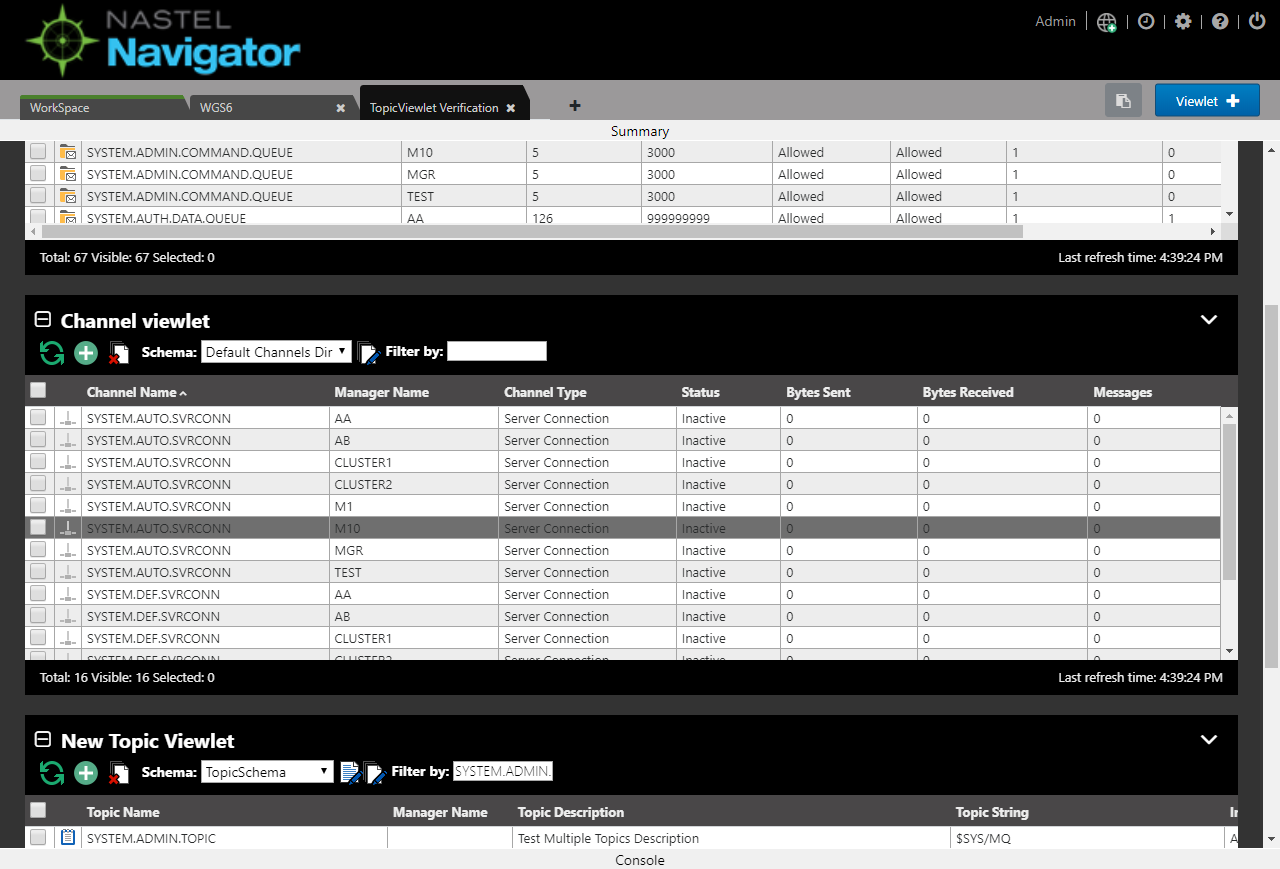 NASTEL
Navigator
Admin
WorkSpace WGS6 TopicViewlet Verification Viewlet
Summary
SYSTEM.ADMIN.COMMAND.QUEUE M10 5 3000 Allowed Allowed 1 0
SYSTEM.ADMIN.COMMAND.QUEUE MGR 5 3000 Allowed Allowed 1 0
SYSTEM.ADMIN.COMMAND.QUEUE TEST 5 3000 Allowed Allowed 1 0
SYSTEM.AUTH.DATA.QUEUE AA 126 999999999 Allowed Allowed 1 1
Total: 67 Visible: 67 Selected: 0 Last refresh time: 4:39:24 PM
Channel viewlet
Schema: Default Channels Dir Filter by:
Channel Name Manager Name Channel Type Status Bytes Sent Bytes Received Messages
SYSTEM.AUTO.SVRCONN AA Server Connection Inactive 0 0 0
SYSTEM.AUTO.SVRCONN AB Server Connection Inactive 0 0 0
SYSTEM.AUTO.SVRCONN CLUSTER1 Server Connection Inactive 0 0 0
SYSTEM.AUTO.SVRCONN CLUSTER2 Server Connection Inactive 0 0 0
SYSTEM.AUTO.SVRCONN M1 Server Connection Inactive 0 0 0
SYSTEM.AUTO.SVRCONN M10 Server Connection Inactive 0 0 0
SYSTEM.AUTO.SVRCONN MGR Server Connection Inactive 0 0 0
SYSTEM.AUTO.SVRCONN TEST Server Connection Inactive 0 0 0
SYSTEM.DEF.SVRCONN AA Server Connection Inactive 0 0 0
SYSTEM.DEF.SVRCONN AB Server Connection Inactive 0 0 0
SYSTEM.DEF.SVRCONN CLUSTER1 Server Connection Inactive 0 0 0
SYSTEM.DEF.SVRCONN CLUSTER2 Server Connection Inactive 0 0 0
Total: 16 Visible: 16 Selected: 0 Last refresh time: 4:39:24 PM
New Topic Viewlet
Schema: TopicSchema Filter by: SYSTEM.ADMIN.
Topic Name Manager Name Topic Description Topic String
SYSTEM.ADMIN.TOPIC Test Multiple Topics Description $SYS/MQ A
Console